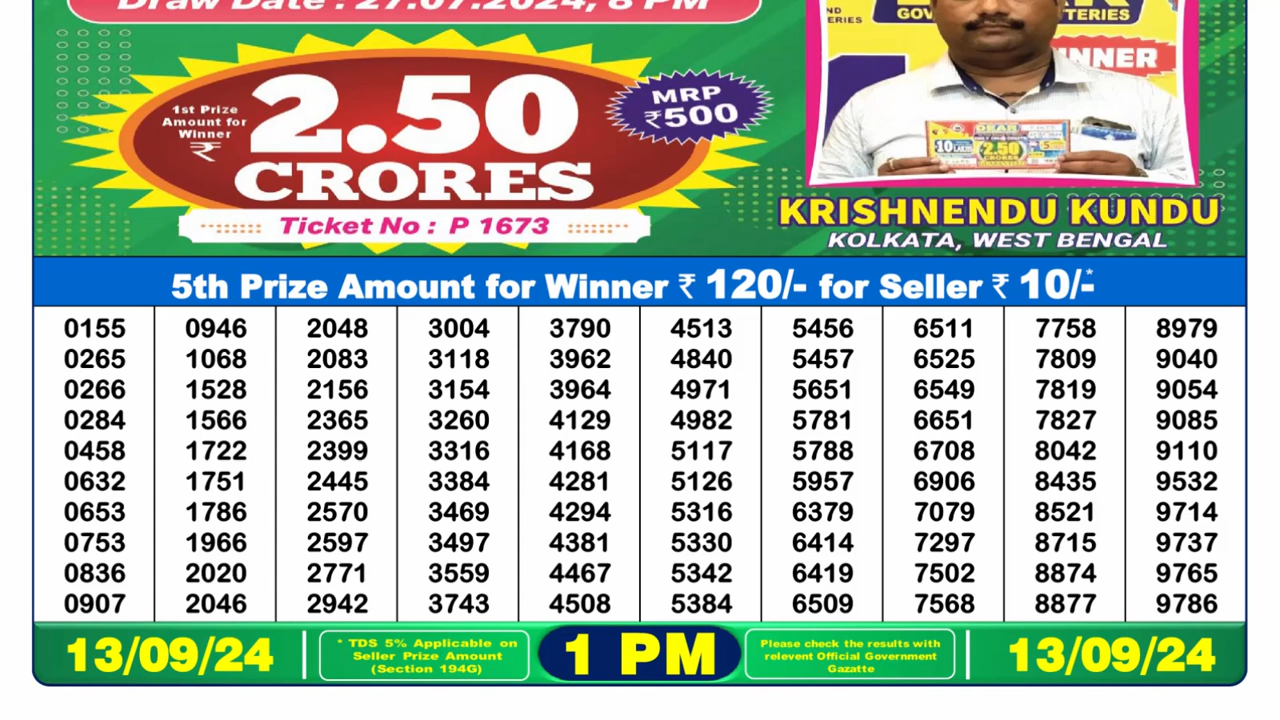 Draw Date : 27.07.2024, 8 PM
1st Prize
Amount for
Winner
₹
2.50
CRORES
MRP
₹500
Ticket No : P 1673
KRISHNENDU KUNDU
KOLKATA, WEST BENGAL
5th Prize Amount for Winner ₹ 120/- for Seller ₹ 10/-*
0155 0946 2048 3004 3790 4513 5456 6511 7758 8979
0265 1068 2083 3118 3962 4840 5457 6525 7809 9040
0266 1528 2156 3154 3964 4971 5651 6549 7819 9054
0284 1566 2365 3260 4129 4982 5781 6651 7827 9085
0458 1722 2399 3316 4168 5117 5788 6708 8042 9110
0632 1751 2445 3384 4281 5126 5957 6906 8435 9532
0653 1786 2570 3469 4294 5316 6379 7079 8521 9714
0753 1966 2597 3497 4381 5330 6414 7297 8715 9737
0836 2020 2771 3559 4467 5342 6419 7502 8874 9765
0907 2046 2942 3743 4508 5384 6509 7568 8877 9786
13/09/24
* TDS 5% Applicable on
Seller Prize Amount
(Section 194G)
1 PM
Please check the results with
relevent Official Government
Gazatte
13/09/24